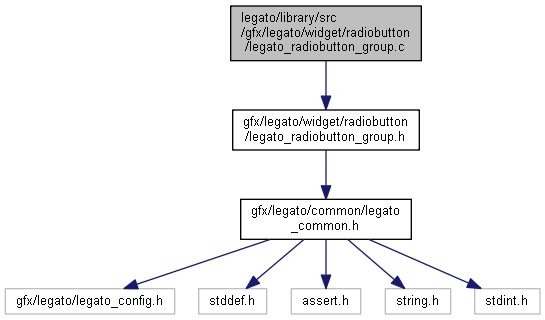 legato/library/src
/gfx/legato/widget/radiobutton
/legato_radiobutton_group.c
gfx/legato/widget/radiobutton
/legato_radiobutton_group.h
gfx/legato/common/legato
_common.h
gfx/legato/legato_config.h
stddef.h
assert.h
string.h
stdint.h